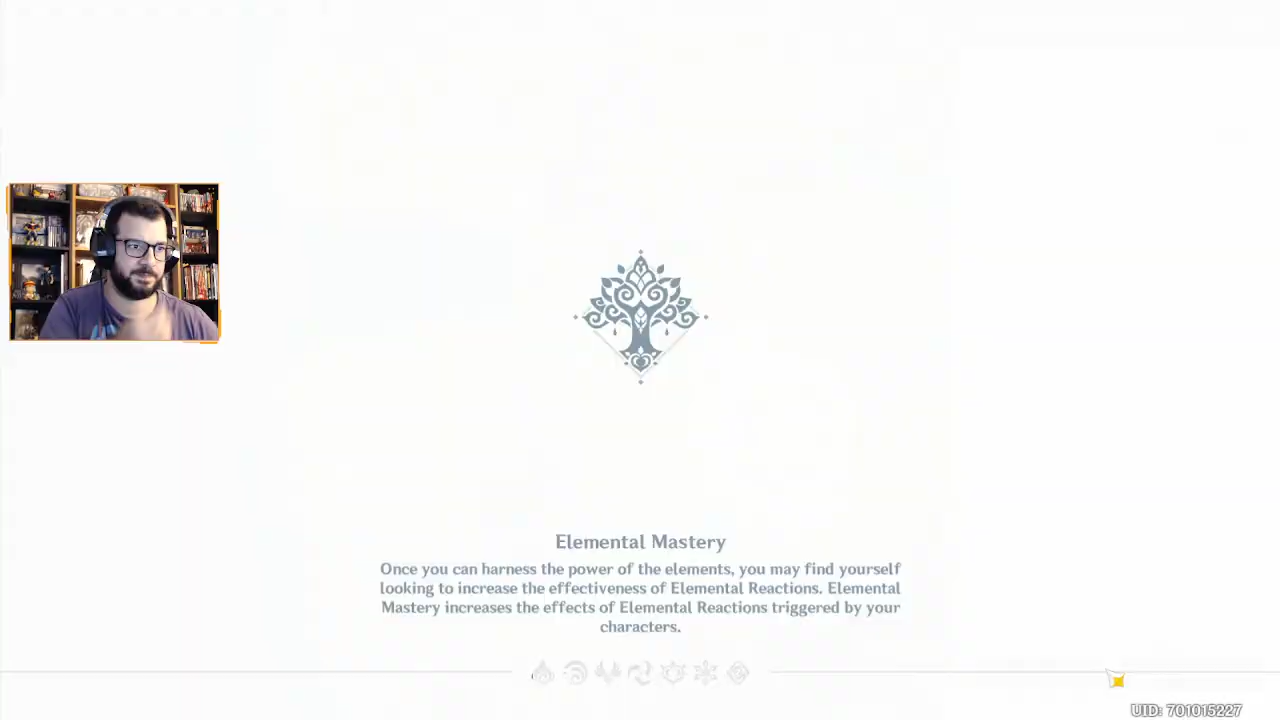 Elemental Mastery
Once you can harness the power of the elements, you may find yourself
looking to increase the effectiveness of Elemental Reactions. Elemental
Mastery increases the effects of Elemental Reactions triggered by your
characters.
UID: 701015227